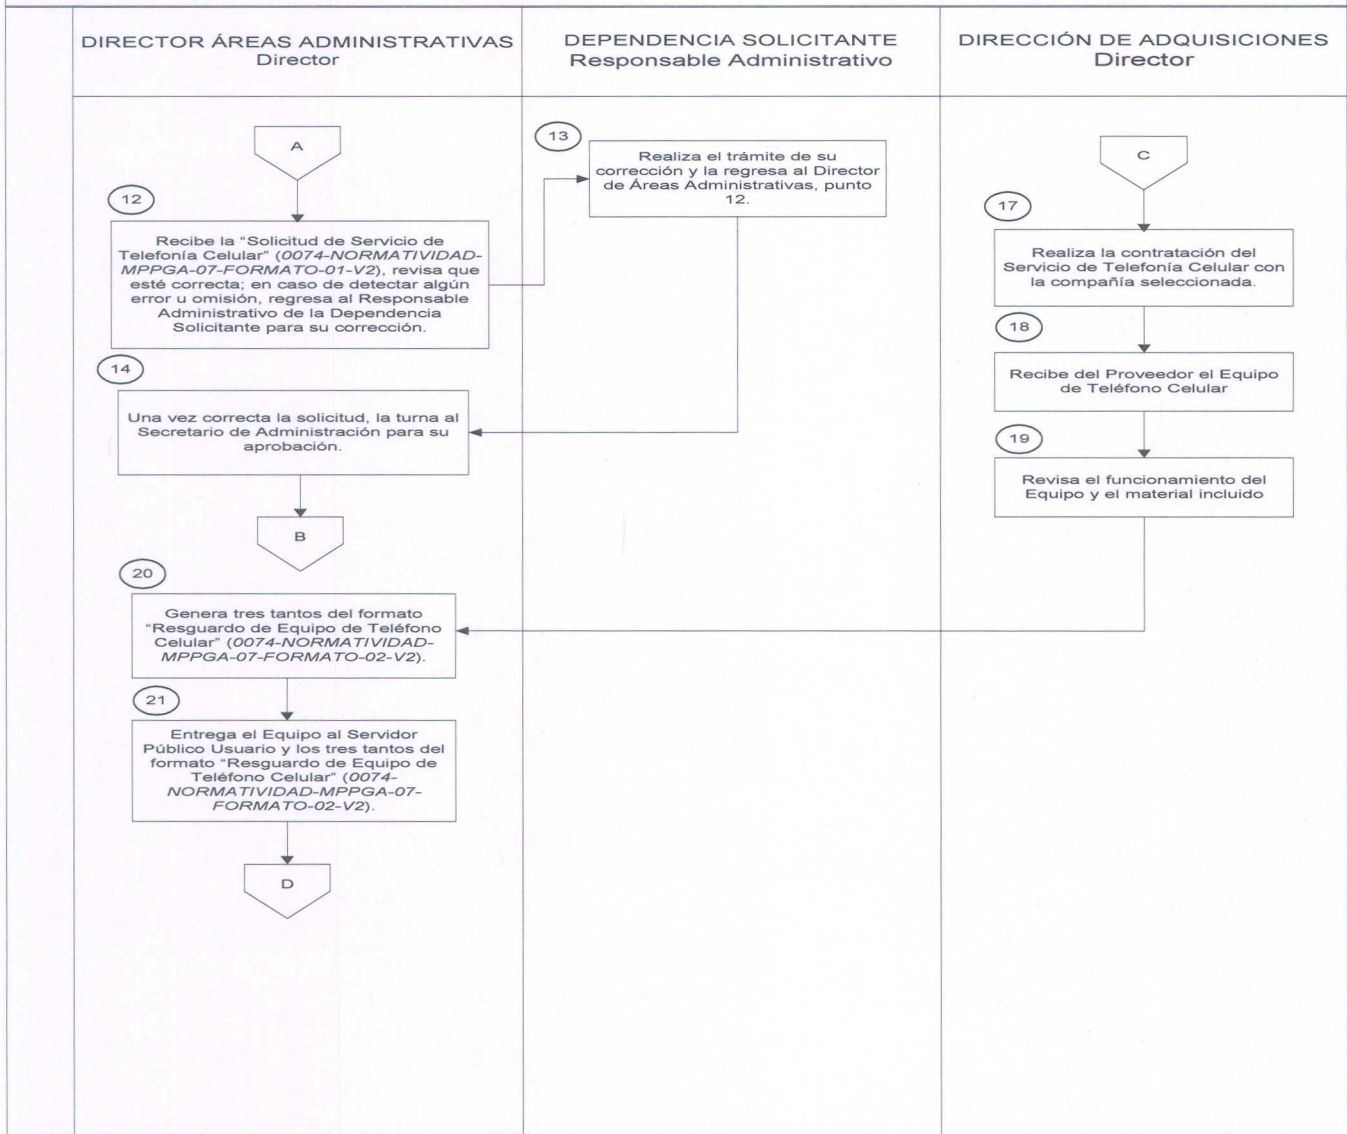 DIRECTOR ÁREAS ADMINISTRATIVAS
Director
DEPENDENCIA SOLICITANTE
Responsable Administrativo
DIRECCIÓN DE ADQUISICIONES
Director
A
12
Recibe la “Solicitud de Servicio de
Telefonía Celular” (0074-NORMATIVIDAD-
MPPGA-07-FORMATO-01-V2), revisa que
esté correcta; en caso de detectar algún
error u omisión, regresa al Responsable
Administrativo de la Dependencia
Solicitante para su corrección.
13
Realiza el trámite de su
corrección y la regresa al Director
de Áreas Administrativas, punto
12.
14
Una vez correcta la solicitud, la turna al
Secretario de Administración para su
aprobación.
B
C
17
Realiza la contratación del
Servicio de Telefonía Celular con
la compañía seleccionada.
18
Recibe del Proveedor el Equipo
de Teléfono Celular
19
Revisa el funcionamiento del
Equipo y el material incluido
20
Genera tres tantos del formato
“Resguardo de Equipo de Teléfono
Celular” (0074-NORMATIVIDAD-
MPPGA-07-FORMATO-02-V2).
21
Entrega el Equipo al Servidor
Público Usuario y los tres tantos del
formato “Resguardo de Equipo de
Teléfono Celular” (0074-
NORMATIVIDAD-MPPGA-07-
FORMATO-02-V2).
D